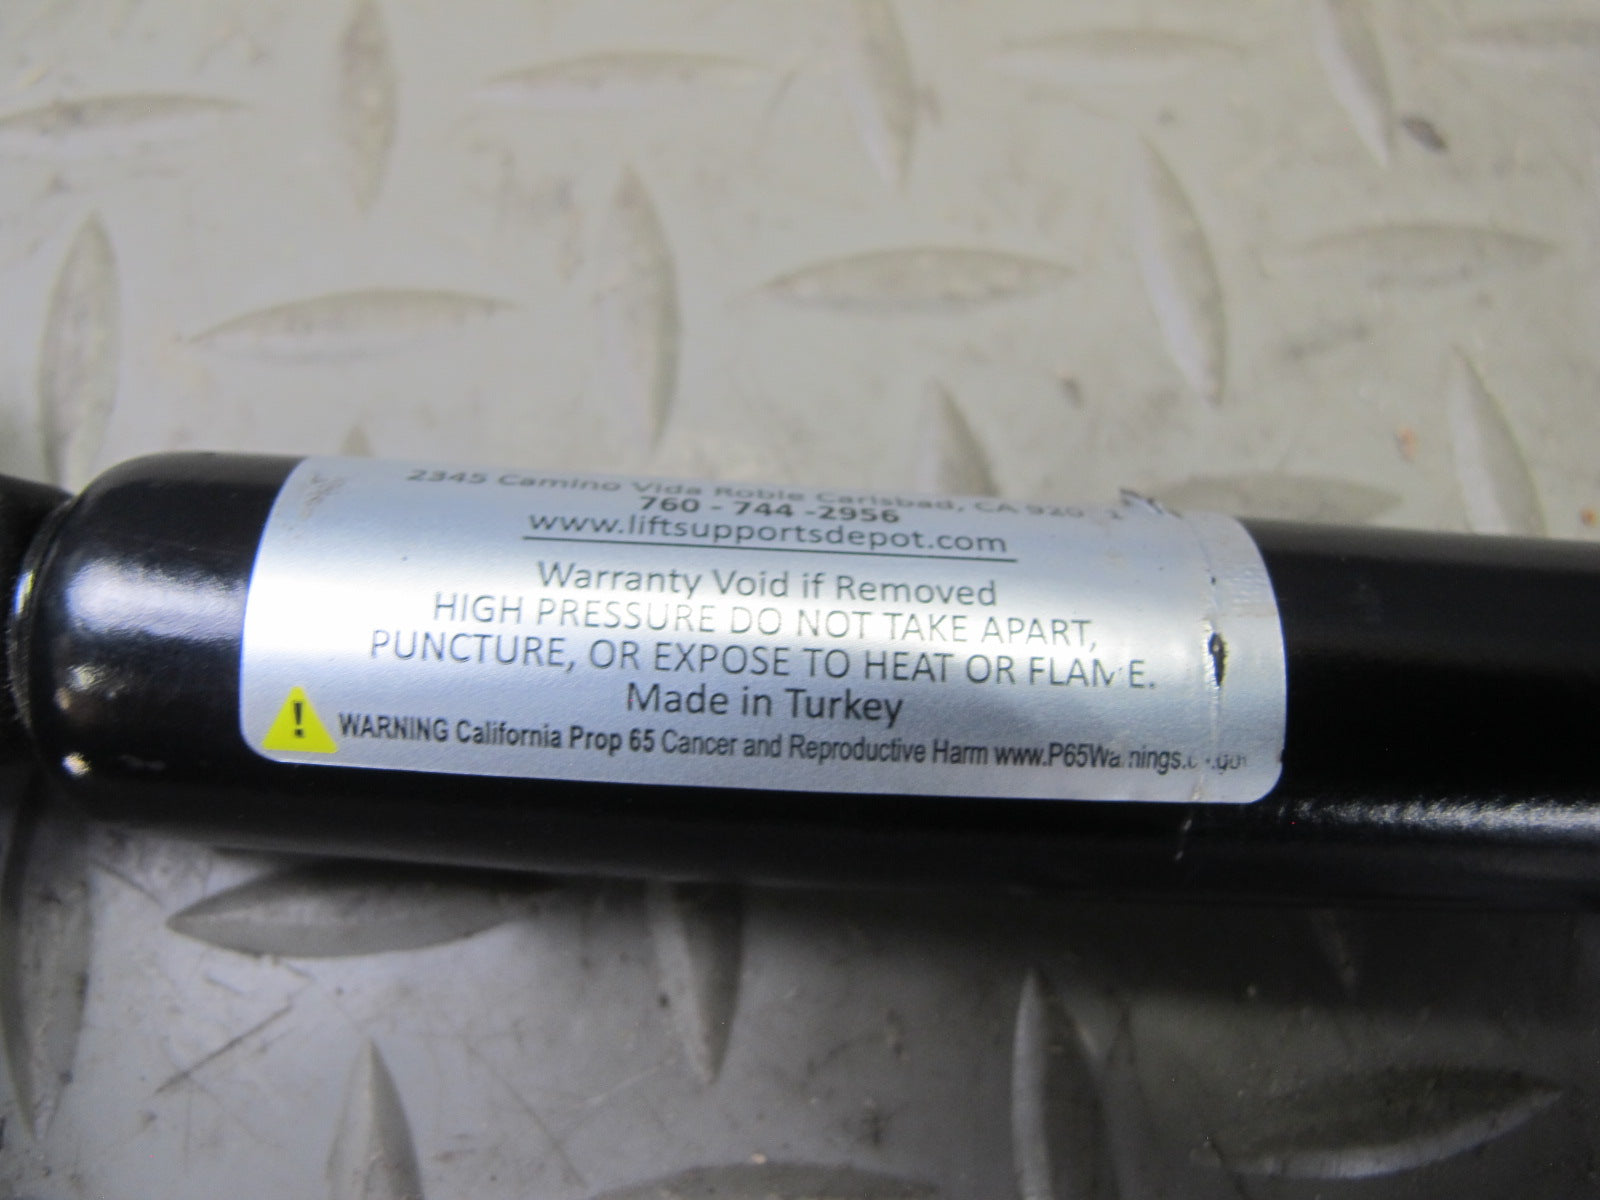 2345 Camino Vida Roble Carlsbad, CA
760 - 744 -2956
www.liftsupportsdepot.com
Warranty Void if Removed
HIGH PRESSURE DO NOT TAKE APART,
PUNCTURE, OR EXPOSE TO HEAT OR FLAME.
Made in Turkey
WARNING California Prop 65 Cancer and Reproductive Harm